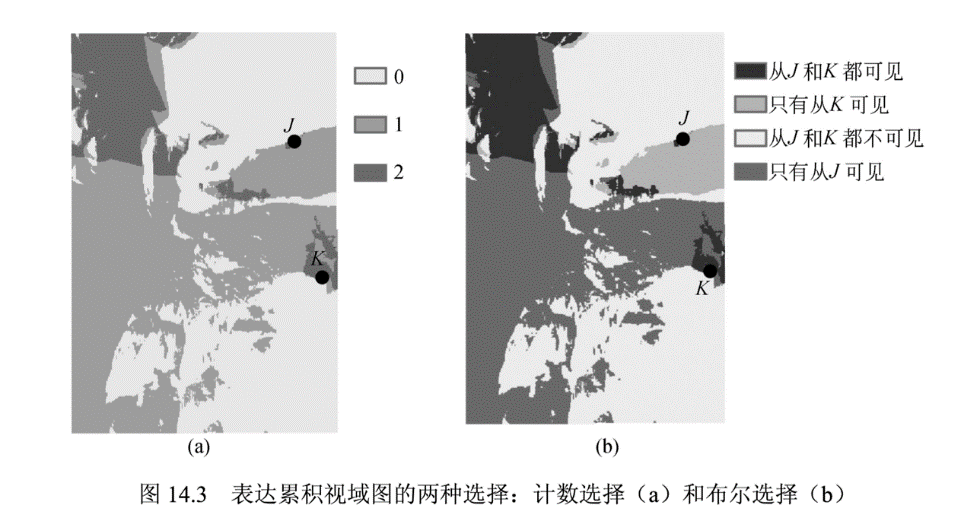 0
1
2
J
K
(a)
从J 和K 都可见
只有从K 可见
从J 和K 都不可见
只有从J 可见
J
K
(b)
图 14.3 表达累积视域图的两种选择：计数选择（a）和布尔选择（b）